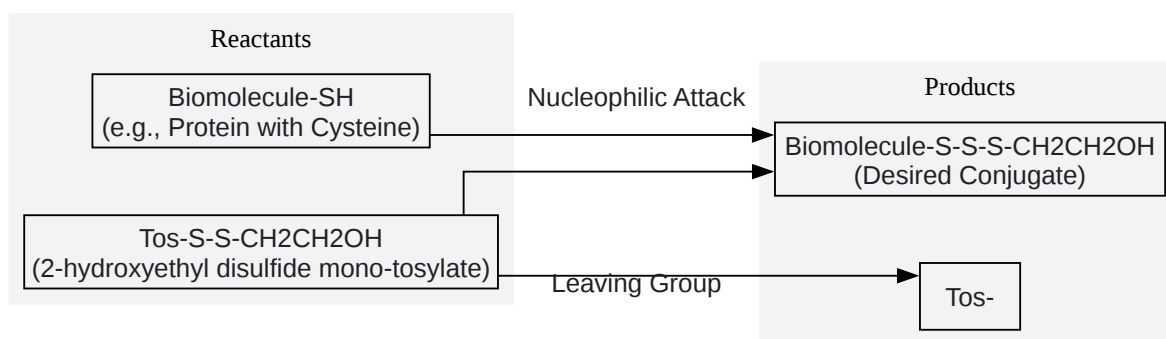 Reactants
Biomolecule-SH
(e.g., Protein with Cysteine)
Tos-S-S-CH2CH2OH
(2-hydroxyethyl disulfide mono-tosylate)
Nucleophilic Attack
Leaving Group
Products
Biomolecule-S-S-S-CH2CH2OH
(Desired Conjugate)
Tos-